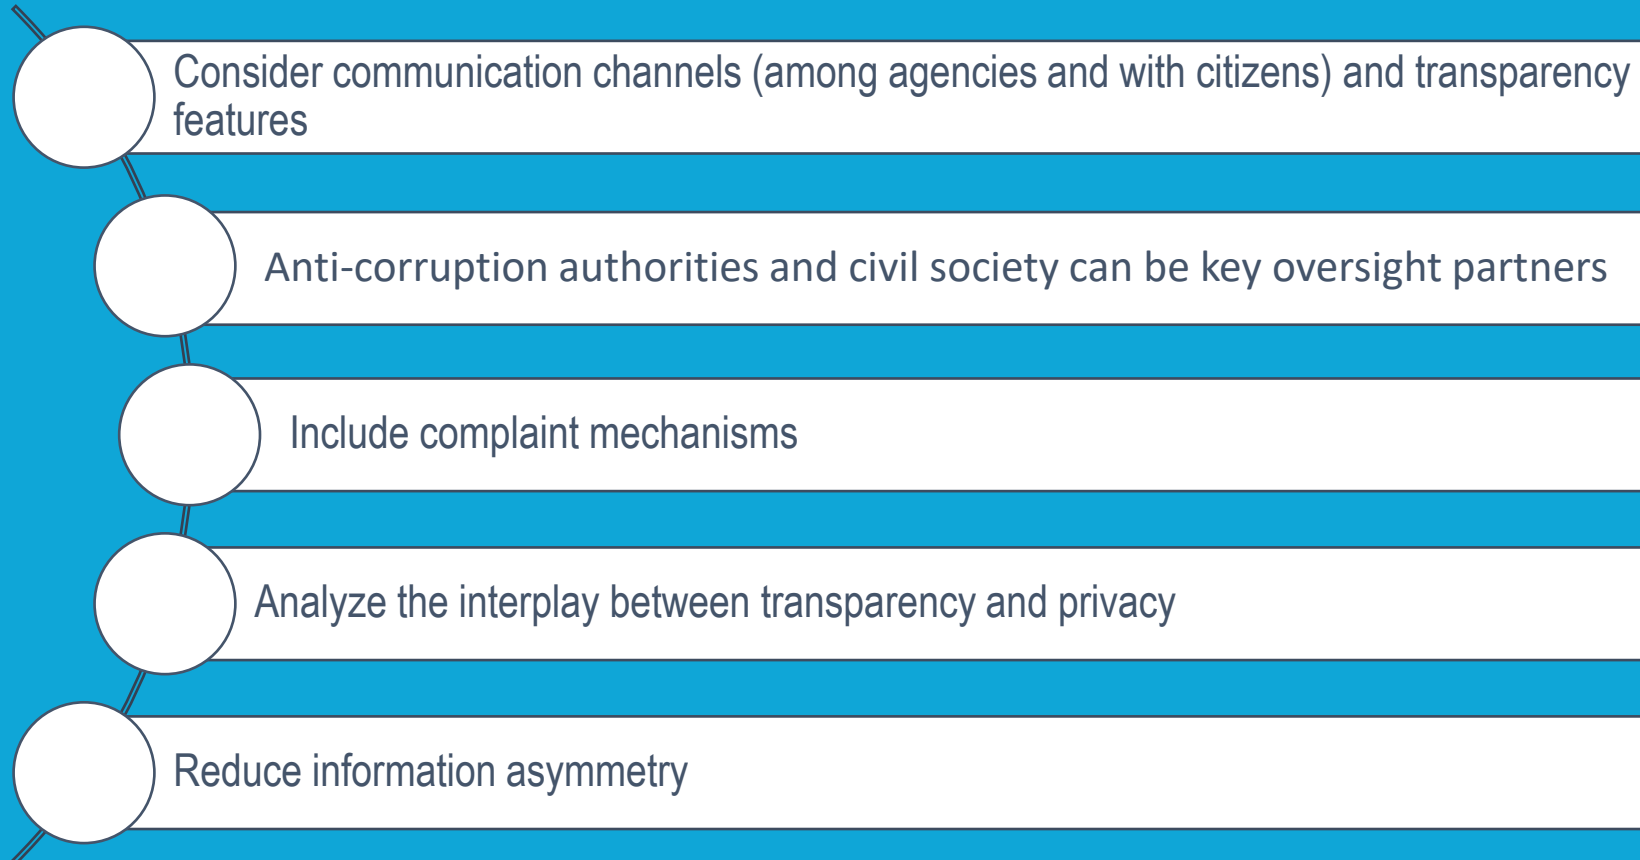 Consider communication channels (among agencies and with citizens) and transparency
features
Anti-corruption authorities and civil society can be key oversight partners
Include complaint mechanisms
Analyze the interplay between transparency and privacy
Reduce information asymmetry